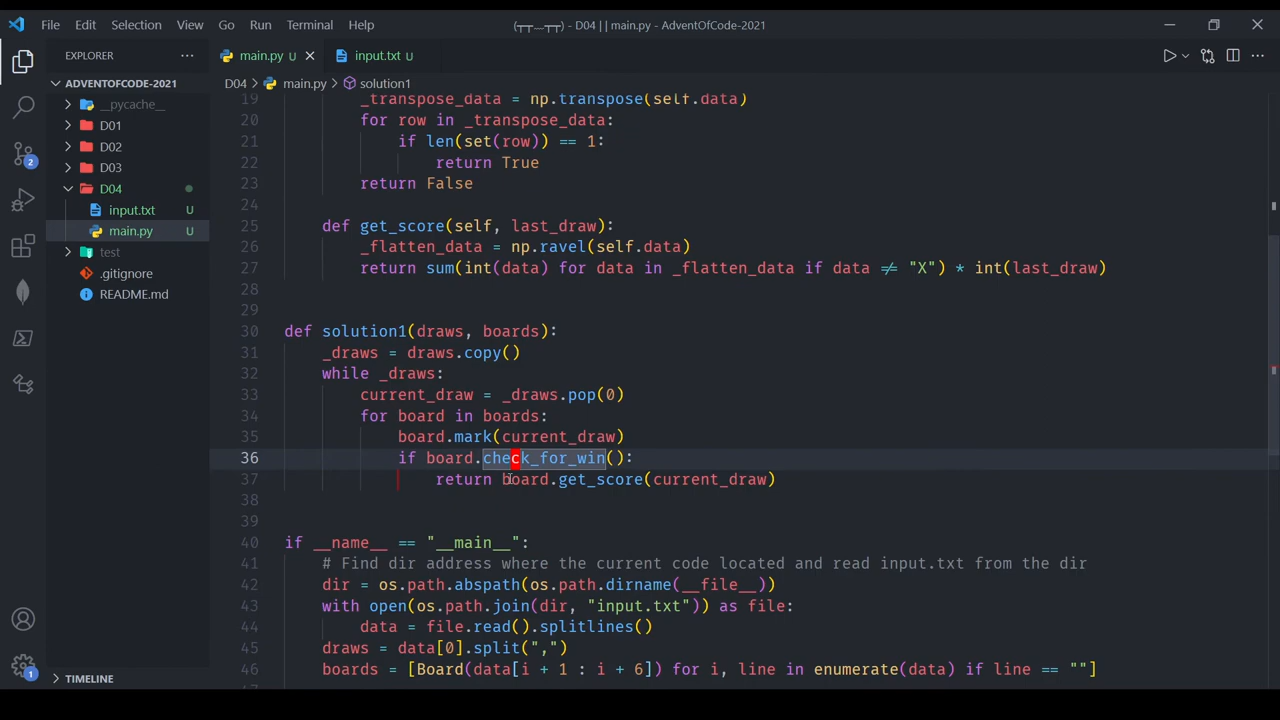 File Edit Selection View Go Run Terminal Help (┬┬﹏┬┬) - D04 | | main.py - AdventOfCode-2021
EXPLORER ... main.py U input.txt U
ADVENTOFCODE-2021
D04 > main.py > solution1
__pycache__
D01
D02
D03
D04
input.txt U
main.py U
test
.gitignore
README.md
TIMELINE
2
1
19 _transpose_data = np.transpose(self.data)
20 for row in _transpose_data:
21 if len(set(row)) == 1:
22 return True
23 return False
24
25 def get_score(self, last_draw):
26 _flatten_data = np.ravel(self.data)
27 return sum(int(data) for data in _flatten_data if data ≠ "X") * int(last_draw)
28
29
30 def solution1(draws, boards):
31 _draws = draws.copy()
32 while _draws:
33 current_draw = _draws.pop(0)
34 for board in boards:
35 board.mark(current_draw)
36 if board.check_for_win():
37 return board.get_score(current_draw)
38
39
40 if __name__ == "__main__":
41 # Find dir address where the current code located and read input.txt from the dir
42 dir = os.path.abspath(os.path.dirname(__file__))
43 with open(os.path.join(dir, "input.txt")) as file:
44 data = file.read().splitlines()
45 draws = data[0].split(",")
46 boards = [Board(data[i + 1 : i + 6]) for i, line in enumerate(data) if line == ""]